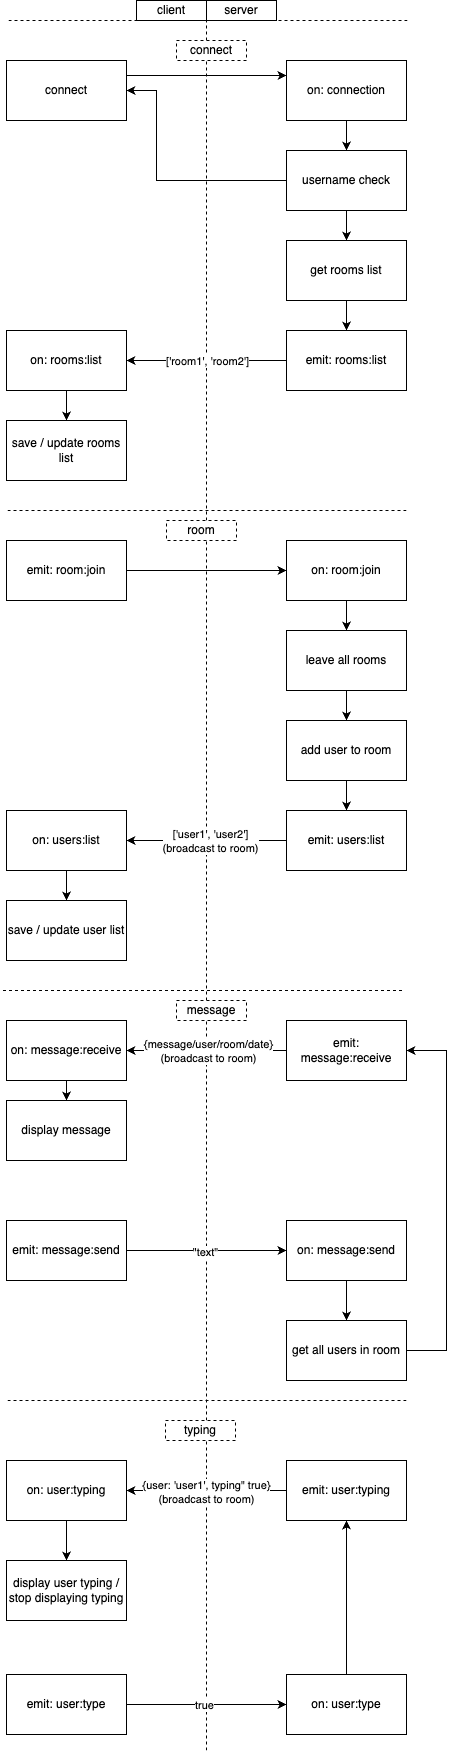 client
server
connect
connect
on: connection
username check
get rooms list
on: rooms:list
['room1', 'room2']
emit: rooms:list
save / update rooms
list
room
emit: room:join
on: room:join
leave all rooms
add user to room
on: users:list
['user1', 'user2']
(broadcast to room)
emit: users:list
save / update user list
message
on: message:receive
{message/user/room/date}
(broadcast to room)
emit:
message:receive
display message
emit: message:send
"text"
on: message:send
get all users in room
typing
on: user:typing
{user: 'user1', typing" true}
(broadcast to room)
emit: user:typing
display user typing /
stop displaying typing
emit: user:type
true
on: user:type